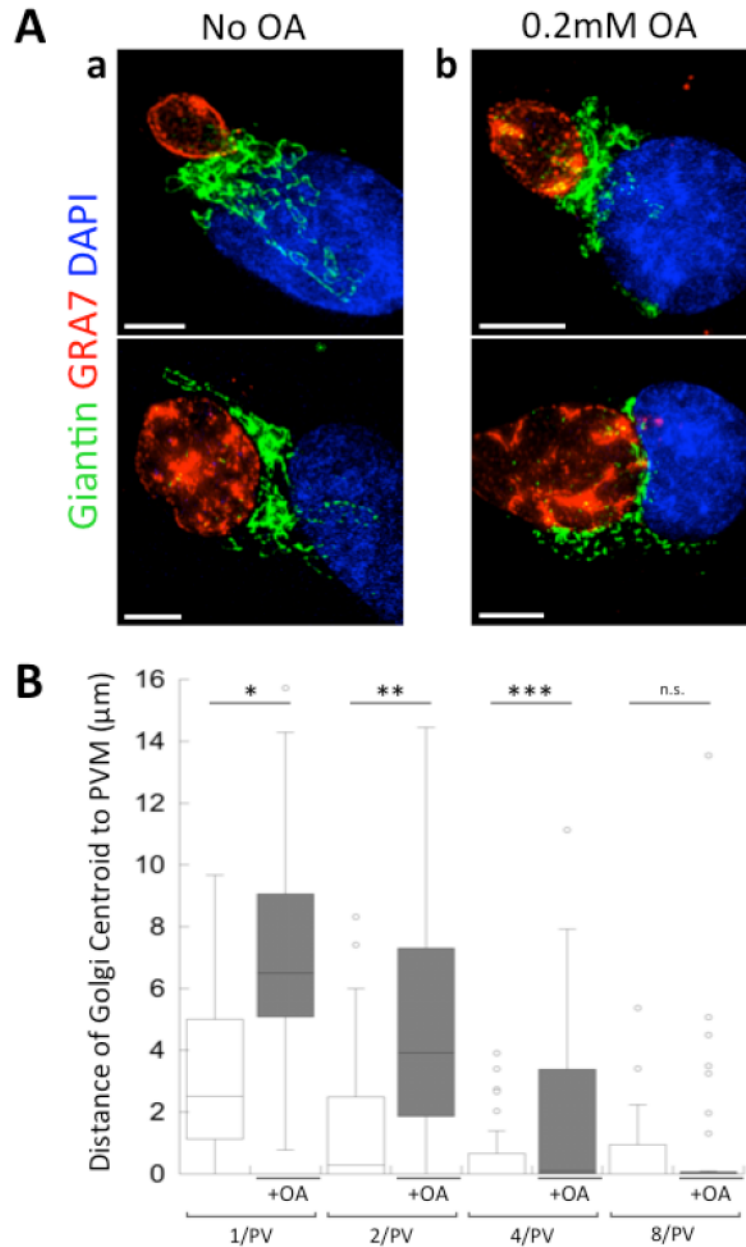 A
No OA
0.2mM OA
a
b
Giantin GRA7 DAPI
B
Distance of Golgi Centroid to PVM (µm)
16
14
12
10
8
6
4
2
0
*
**
***
n.s.
+OA
+OA
+OA
+OA
1/PV
2/PV
4/PV
8/PV